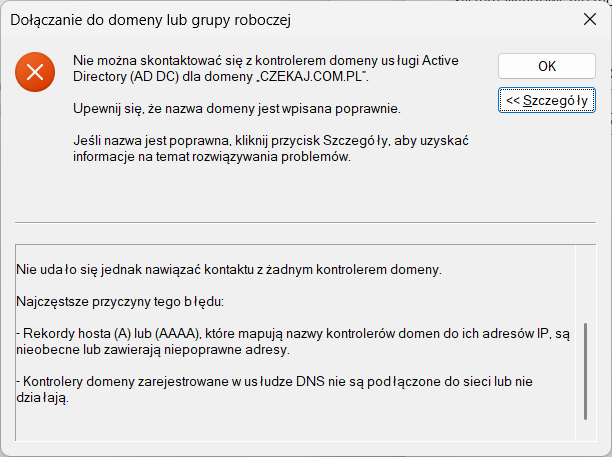 Dołączanie do domeny lub grupy roboczej
Nie można skontaktować się z kontrolerem domeny usługi Active
Directory (AD DC) dla domeny „CZEKAJ.COM.PL”.
OK
<< Szczegóły
Upewnij się, że nazwa domeny jest wpisana poprawnie.
Jeśli nazwa jest poprawna, kliknij przycisk Szczegóły, aby uzyskać
informacje na temat rozwiązywania problemów.
Nie udało się jednak nawiązać kontaktu z żadnym kontrolerem domeny.
Najczęstsze przyczyny tego błędu:
- Rekordy hosta (A) lub (AAAA), które mapują nazwy kontrolerów domen do ich adresów IP, są
nieobecne lub zawierają niepoprawne adresy.
- Kontrolery domeny zarejestrowane w usłudze DNS nie są podłączone do sieci lub nie
działają.